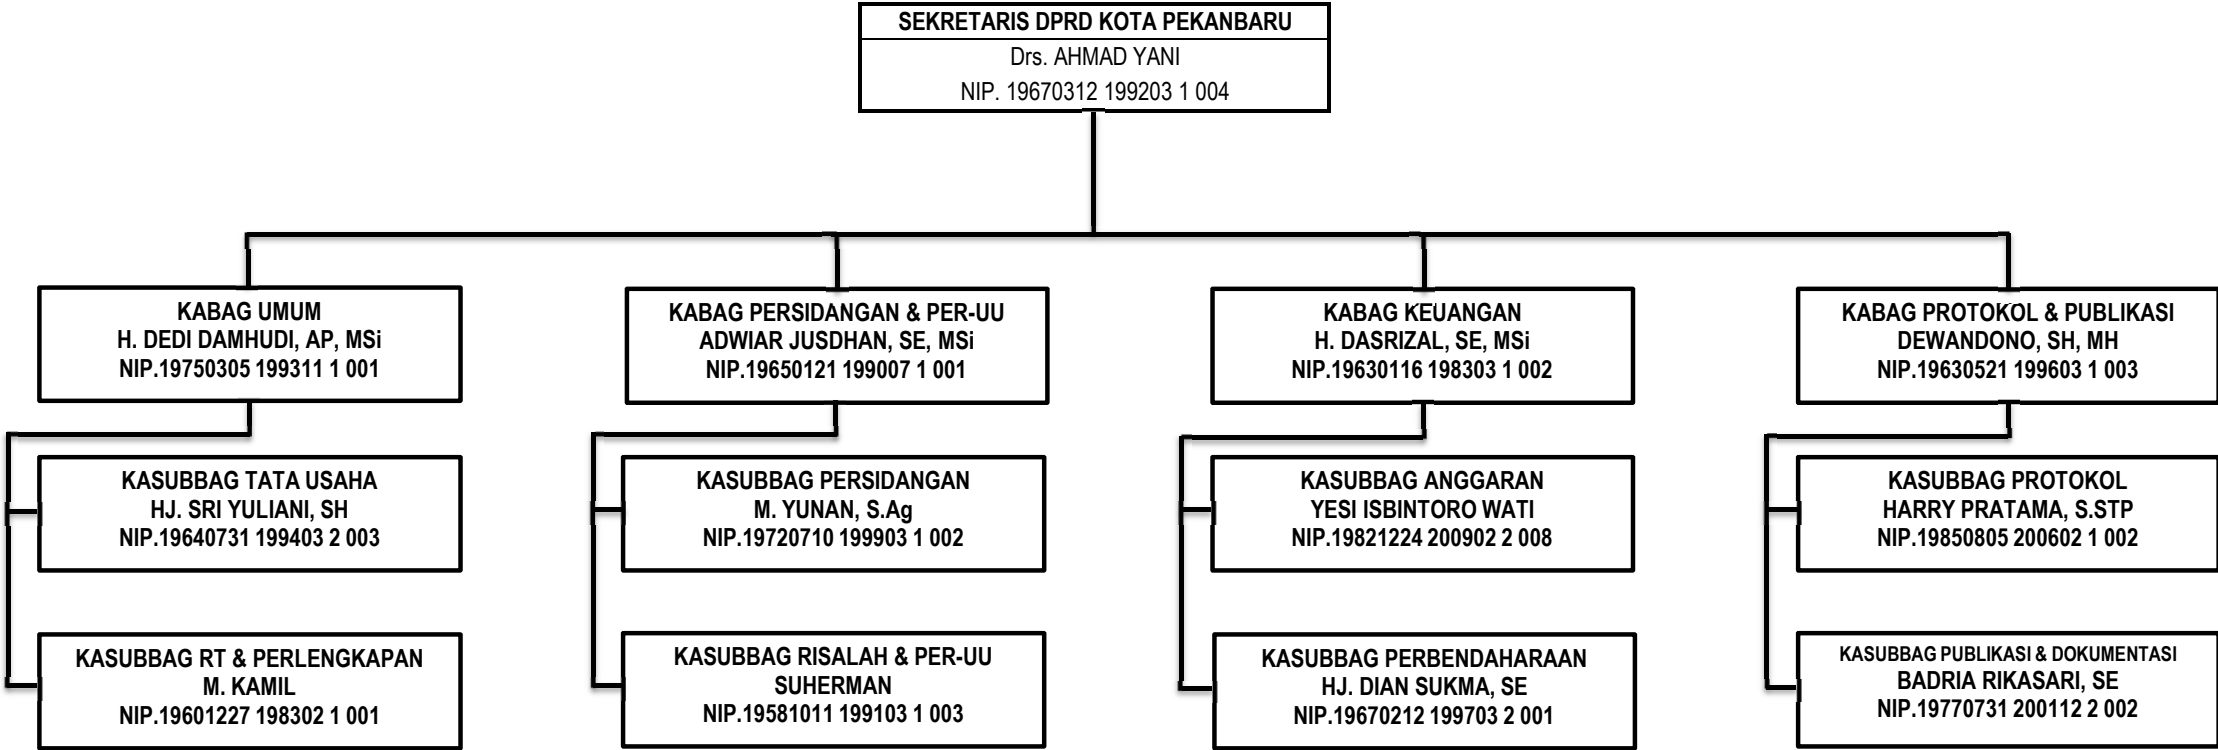 SEKRETARIS DPRD KOTA PEKANBARU
Drs. AHMAD YANI
NIP. 19670312 199203 1 004
KABAG UMUM
H. DEDI DAMHUDI, AP, MSi
NIP.19750305 199311 1 001
KABAG PERSIDANGAN & PER-UU
ADWIAR JUSDHAN, SE, MSi
NIP.19650121 199007 1 001
KABAG KEUANGAN
H. DASRIZAL, SE, MSi
NIP.19630116 198303 1 002
KABAG PROTOKOL & PUBLIKASI
DEWANDONO, SH, MH
NIP.19630521 199603 1 003
KASUBBAG TATA USAHA
HJ. SRI YULIANI, SH
NIP.19640731 199403 2 003
KASUBBAG PERSIDANGAN
M. YUNAN, S.Ag
NIP.19720710 199903 1 002
KASUBBAG ANGGARAN
YESI ISBINTORO WATI
NIP.19821224 200902 2 008
KASUBBAG PROTOKOL
HARRY PRATAMA, S.STP
NIP.19850805 200602 1 002
KASUBBAG RT & PERLENGKAPAN
M. KAMIL
NIP.19601227 198302 1 001
KASUBBAG RISALAH & PER-UU
SUHERMAN
NIP.19581011 199103 1 003
KASUBBAG PERBENDAHARAAN
HJ. DIAN SUKMA, SE
NIP.19670212 199703 2 001
KASUBBAG PUBLIKASI & DOKUMENTASI
BADRIA RIKASARI, SE
NIP.19770731 200112 2 002